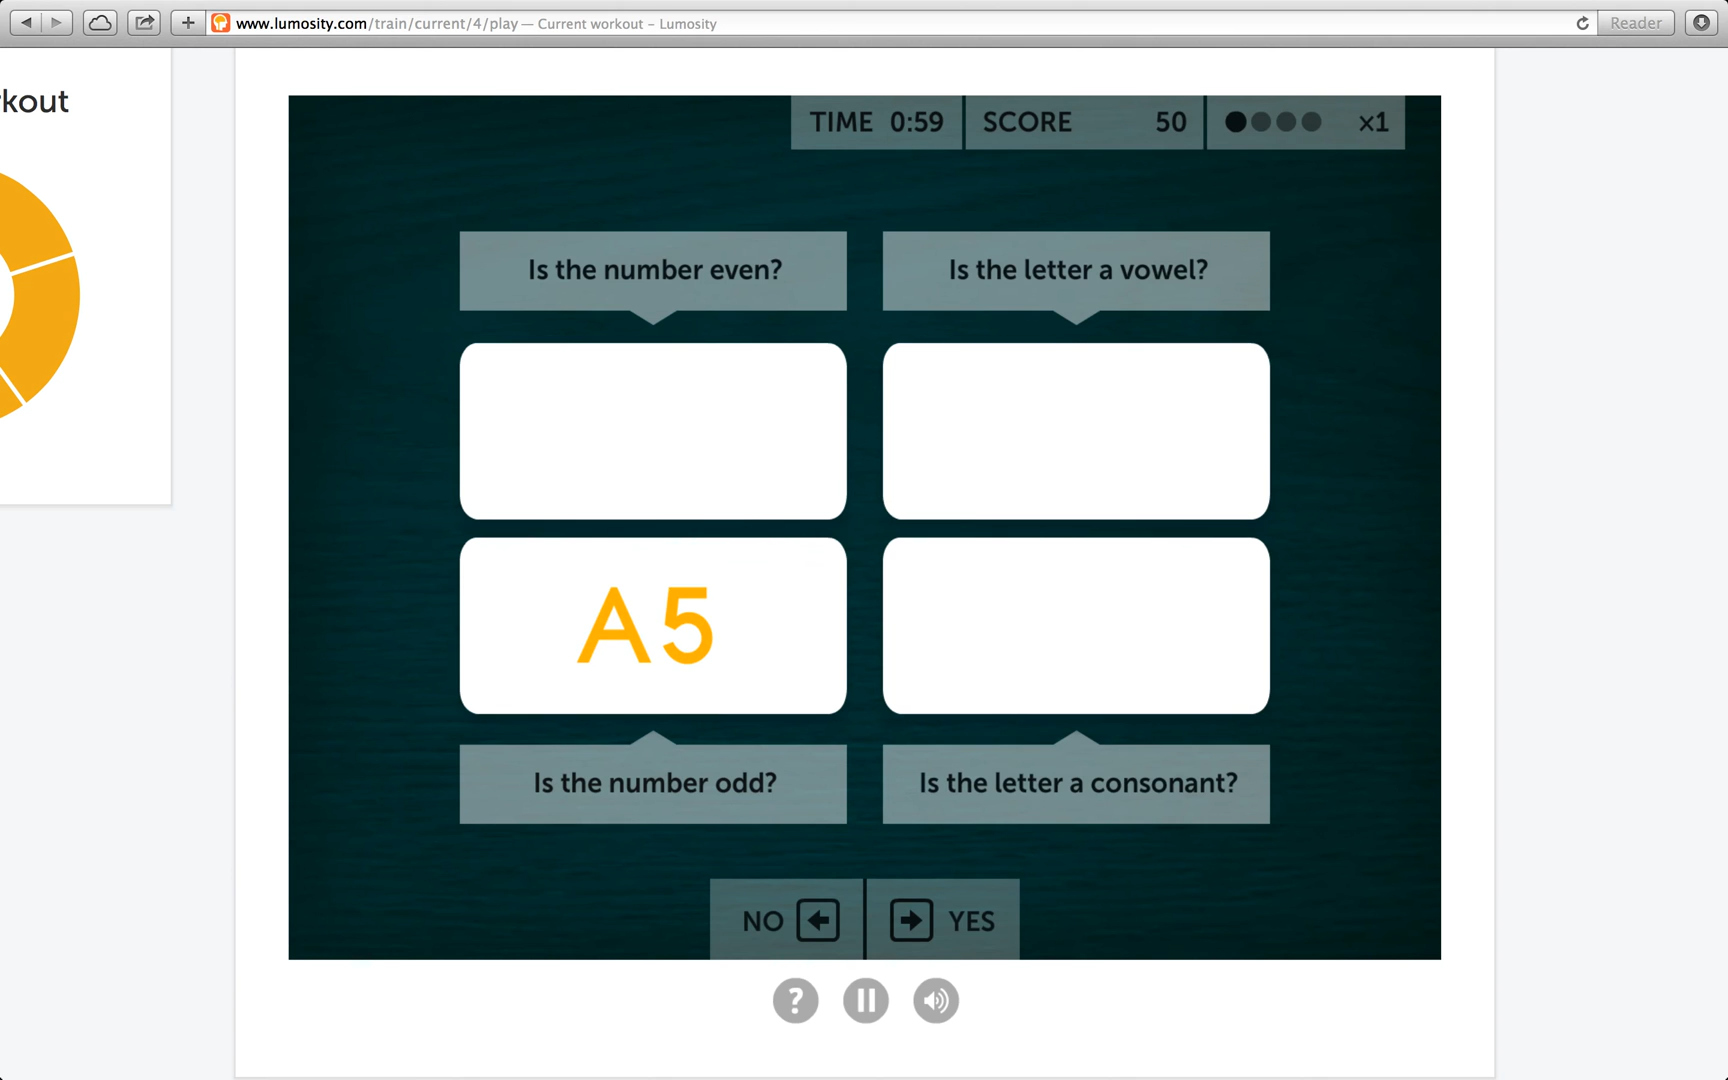 www.lumosity.com/train/current/4/play — Current workout – Lumosity
Reader
kout
TIME 0:59 SCORE 50 x1
Is the number even?
Is the letter a vowel?
A5
Is the number odd?
Is the letter a consonant?
NO YES
?